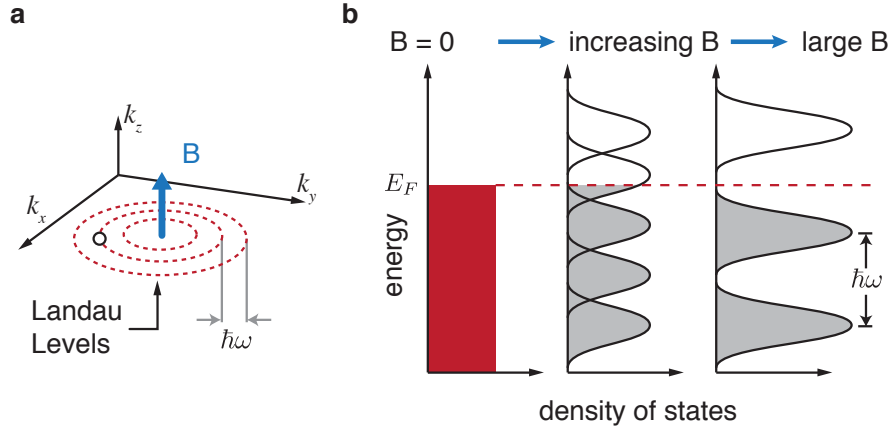 a
k_z
B
k_y
k_x
Landau
Levels
ħω
b
B = 0
increasing B
large B
E_F
energy
ħω
density of states